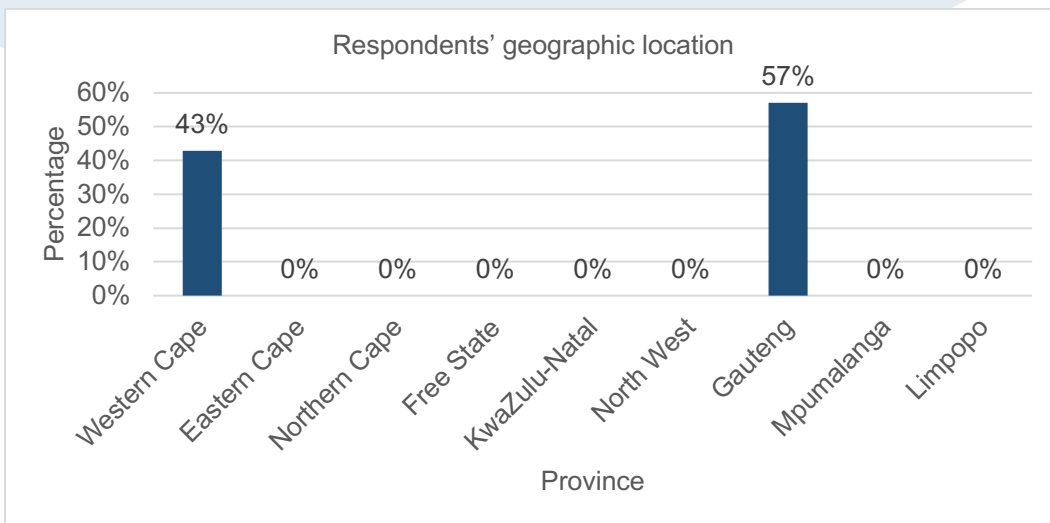 Respondents’ geographic location
Percentage
60%
50%
40%
30%
20%
10%
0%
43%
0%
0%
0%
0%
0%
57%
0%
0%
Western Cape
Eastern Cape
Northern Cape
Free State
KwaZulu-Natal
North West
Gauteng
Mpumalanga
Limpopo
Province